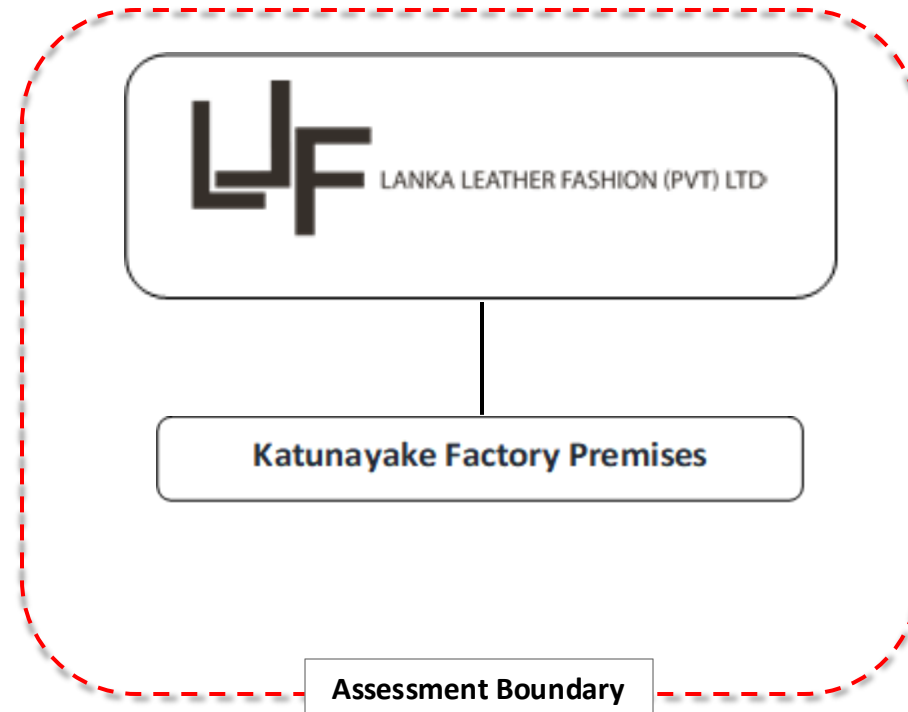 LLF LANKA LEATHER FASHION (PVT) LTD
Katunayake Factory Premises
Assessment Boundary